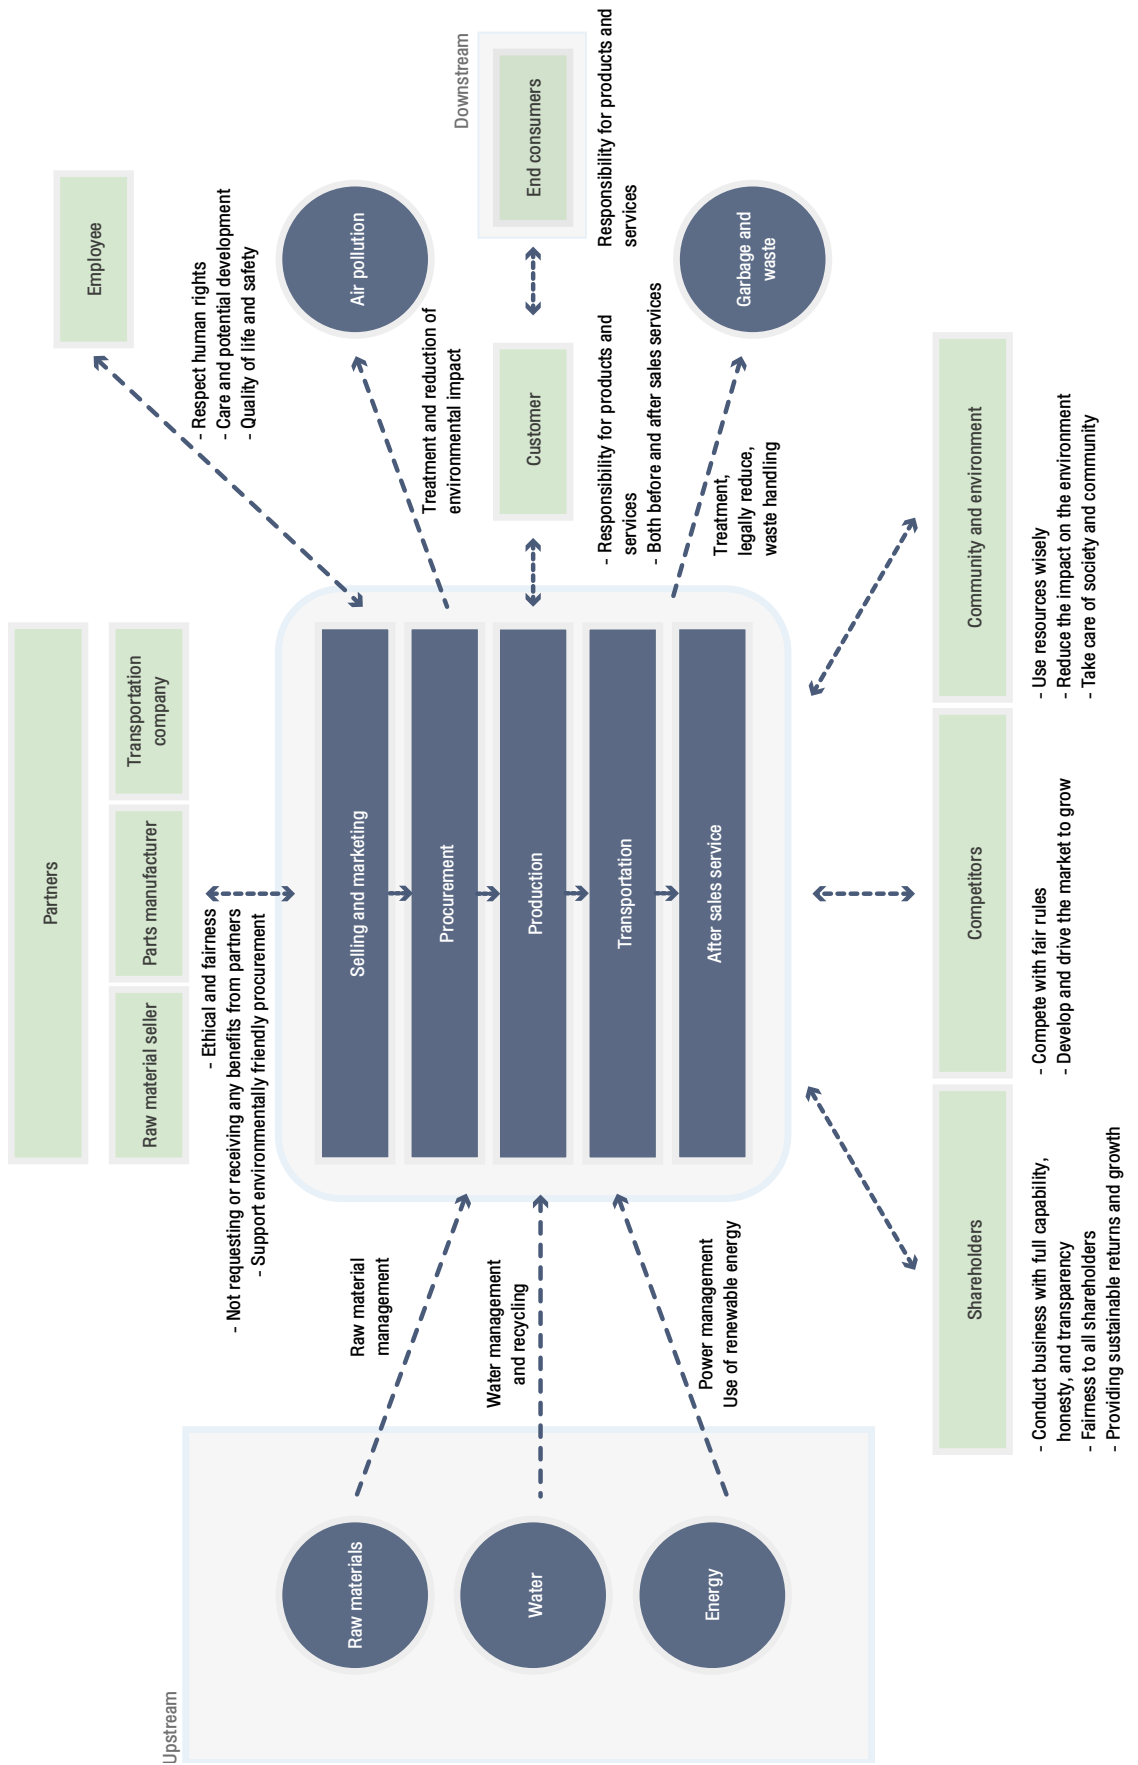 Partners
Raw material seller
Parts manufacturer
Transportation
company
Employee
- Ethical and fairness
- Not requesting or receiving any benefits from partners
- Support environmentally friendly procurement
- Respect human rights
- Care and potential development
- Quality of life and safety
Upstream
Raw materials
Water
Energy
Raw material
management
Water management
and recycling
Power management
Use of renewable energy
Selling and marketing
Procurement
Production
Transportation
After sales service
Air pollution
Treatment and reduction of
environmental impact
Customer
- Responsibility for products and
services
- Both before and after sales services
Downstream
End consumers
Responsibility for products and
services
Garbage and
waste
Treatment,
legally reduce,
waste handling
Shareholders
- Conduct business with full capability,
honesty, and transparency
- Fairness to all shareholders
- Providing sustainable returns and growth
Competitors
- Compete with fair rules
- Develop and drive the market to grow
Community and environment
- Use resources wisely
- Reduce the impact on the environment
- Take care of society and community